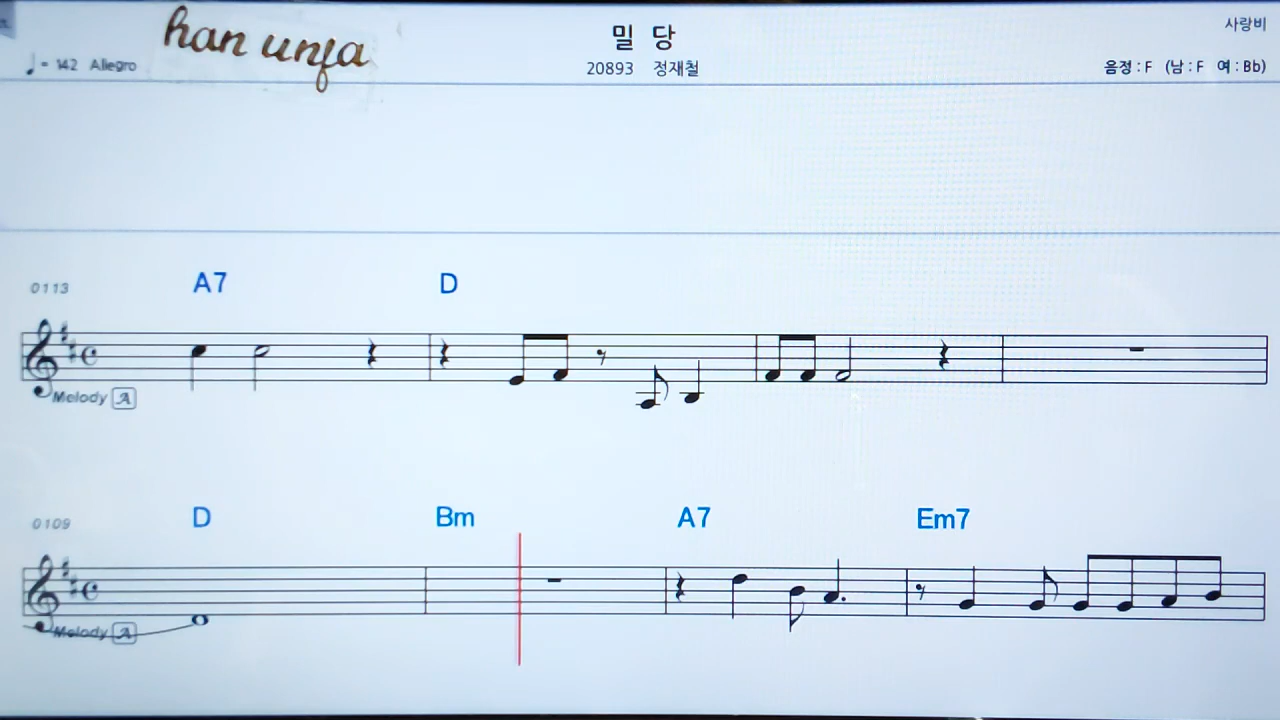 han unfa
밀 당
사랑비
♩= 142 Allegro
20893 정재철
음정 : F (남 : F 여 : Bb)
0113
A7 D
Melody A
0109
D Bm A7 Em7
Melody A